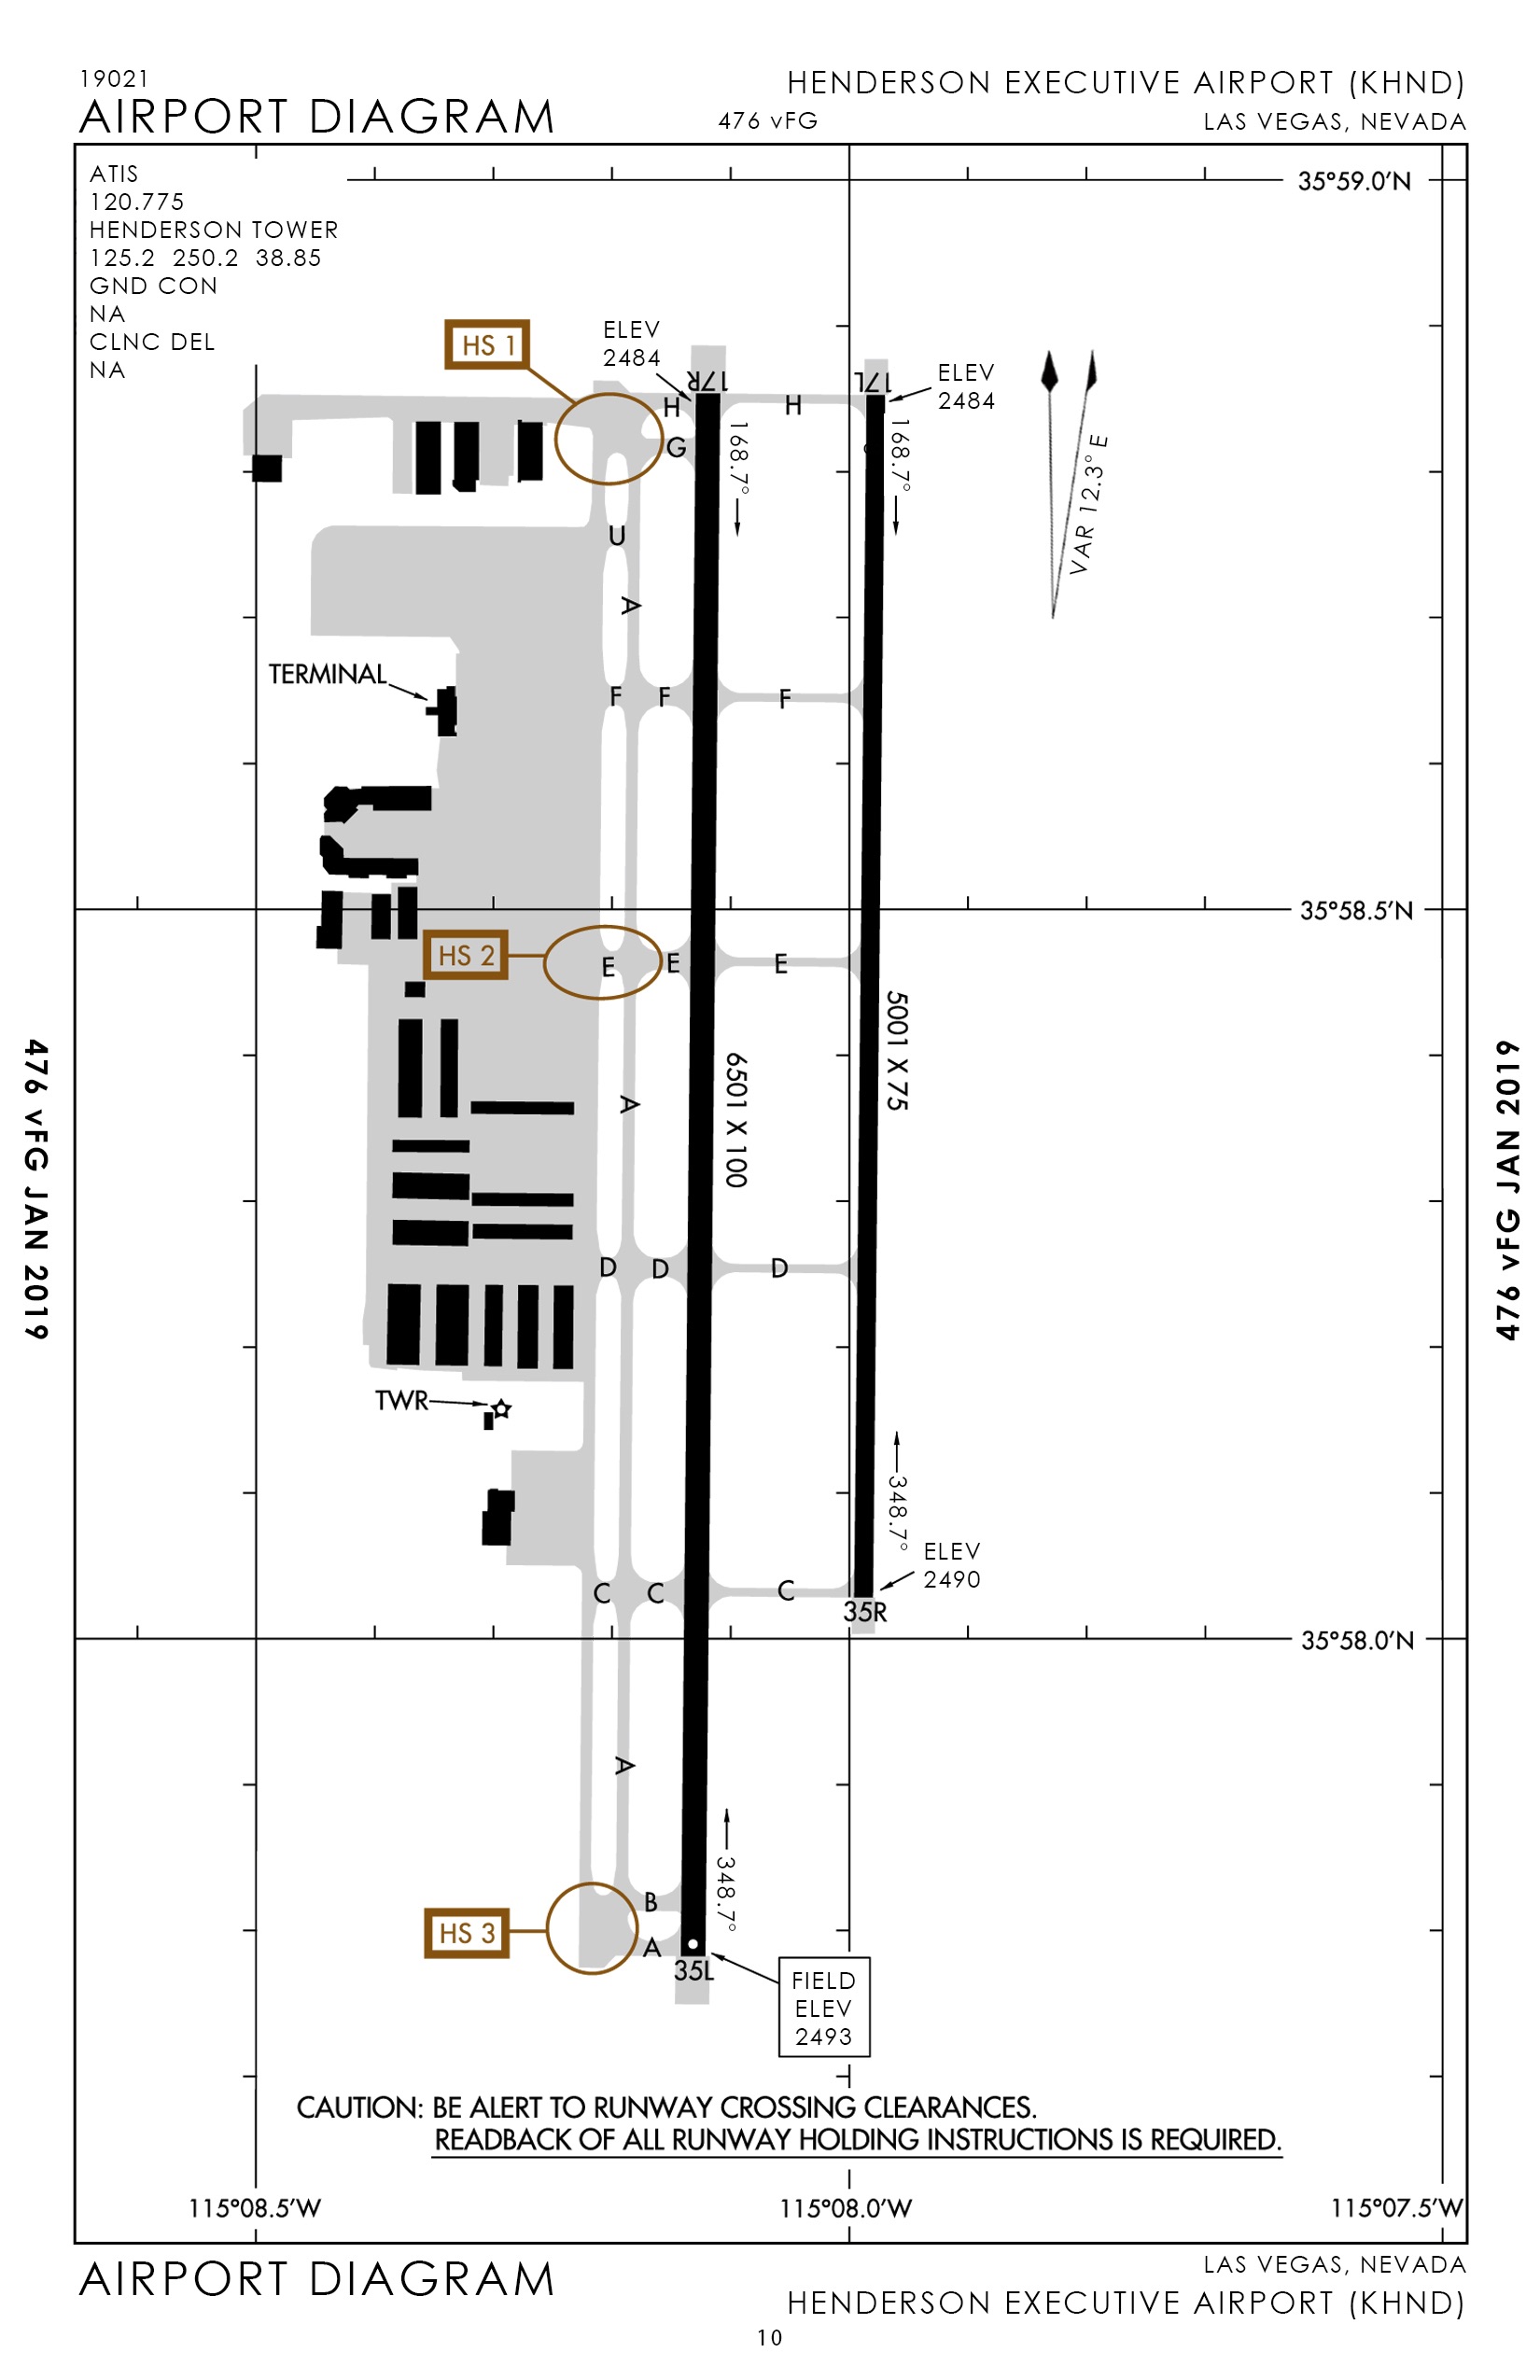 19021
HENDERSON EXECUTIVE AIRPORT (KHND)
AIRPORT DIAGRAM
476 vFG
LAS VEGAS, NEVADA
ATIS
120.775
HENDERSON TOWER
125.2 250.2 38.85
GND CON
NA
CLNC DEL
NA
35°59.0'N
HS 1
ELEV
2484
17R
17L
ELEV
2484
H
H
G
168.7°
168.7°
VAR 12.3° E
U
A
TERMINAL
F
F
F
35°58.5'N
HS 2
E
E
E
5001 X 75
6501 X 100
A
476 vFG JAN 2019
476 vFG JAN 2019
D
D
D
TWR
348.7°
ELEV
2490
C
C
C
35R
35°58.0'N
A
348.7°
B
HS 3
A
35L
FIELD
ELEV
2493
CAUTION: BE ALERT TO RUNWAY CROSSING CLEARANCES.
READBACK OF ALL RUNWAY HOLDING INSTRUCTIONS IS REQUIRED.
115°08.5'W
115°08.0'W
115°07.5'W
AIRPORT DIAGRAM
LAS VEGAS, NEVADA
HENDERSON EXECUTIVE AIRPORT (KHND)
10